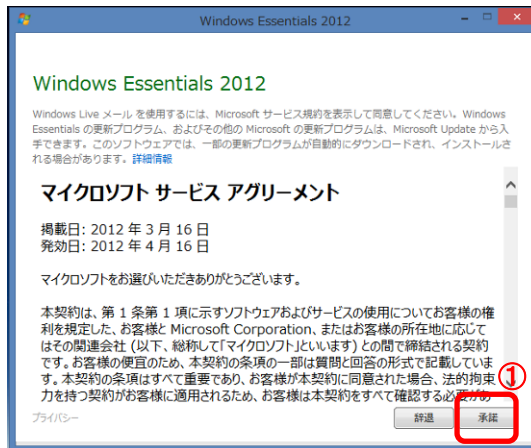 Windows Essentials 2012
Windows Essentials 2012
Windows Live メール を使用するには、Microsoft サービス規約を表示して同意してください。Windows
Essentials の更新プログラム、およびその他の Microsoft の更新プログラムは、Microsoft Update から入
手できます。このソフトウェアでは、一部の更新プログラムが自動的にダウンロードされ、インストールさ
れる場合があります。詳細情報
マイクロソフト サービス アグリーメント
掲載日: 2012 年 3 月 16 日
発効日: 2012 年 4 月 16 日
マイクロソフトをお選びいただきありがとうございます。
本契約は、第 1 条第 1 項に示すソフトウェアおよびサービスの使用についてお客様の権
利を規定した、お客様と Microsoft Corporation、またはお客様の所在地に応じて
はその関連会社 (以下、総称して「マイクロソフト」といいます) との間で締結される契約
です。お客様の便宜のため、本契約の条項の一部は質問と回答の形式で記載していま
す。本契約の条項はすべて重要であり、お客様が本契約に同意された場合、法的拘束
力を持つ契約がお客様に適用されるため、お客様は本契約をすべて確認する必要があ
①
プライバシー
辞退
承諾